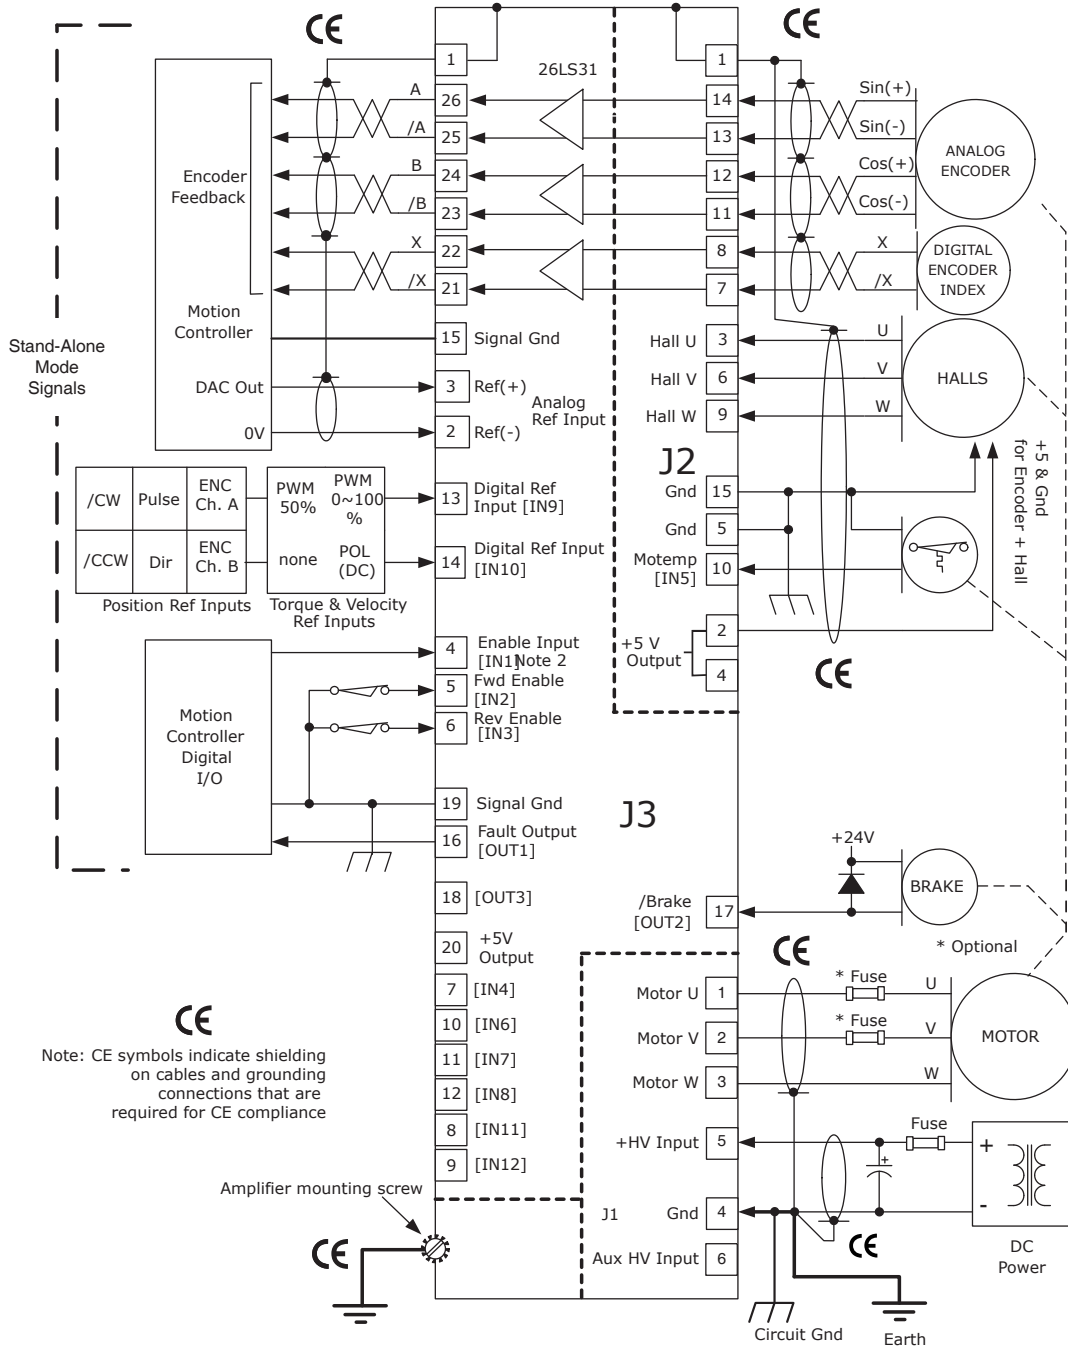 CE
CE
1
1
26LS31
A
26
14
Sin(+)
/A
25
13
Sin(-)
ANALOG
ENCODER
Encoder
Feedback
B
24
12
Cos(+)
/B
23
11
Cos(-)
X
22
8
X
/X
21
7
/X
DIGITAL
ENCODER
INDEX
Motion
Controller
15
Signal Gnd
Hall U
3
U
Stand-Alone
Mode
Signals
DAC Out
3
Ref(+)
Analog
Ref Input
Hall V
6
V
HALLS
0V
2
Ref(-)
Hall W
9
W
J2
+5 & Gnd
for Encoder + Hall
/CW
Pulse
ENC
Ch. A
PWM
50%
PWM
0~100
%
13
Digital Ref
Input [IN9]
Gnd
15
Gnd
5
/CCW
Dir
ENC
Ch. B
none
POL
(DC)
14
Digital Ref Input
[IN10]
Motemp
[IN5]
10
Position Ref Inputs
Torque & Velocity
Ref Inputs
+5 V
Output
2
4
CE
Motion
Controller
Digital
I/O
4
Enable Input
[IN1]Note 2
5
Fwd Enable
[IN2]
6
Rev Enable
[IN3]
19
Signal Gnd
J3
16
Fault Output
[OUT1]
+24V
BRAKE
18
[OUT3]
/Brake
[OUT2]
17
20
+5V
Output
* Optional
CE
7
[IN4]
Motor U
1
* Fuse
U
CE
10
[IN6]
Motor V
2
* Fuse
V
MOTOR
Note: CE symbols indicate shielding
on cables and grounding
connections that are
required for CE compliance
11
[IN7]
Motor W
3
W
12
[IN8]
8
[IN11]
+HV Input
5
Fuse
+
+
-
9
[IN12]
Amplifier mounting screw
J1
Gnd
4
CE
CE
Aux HV Input
6
DC
Power
Circuit Gnd
Earth